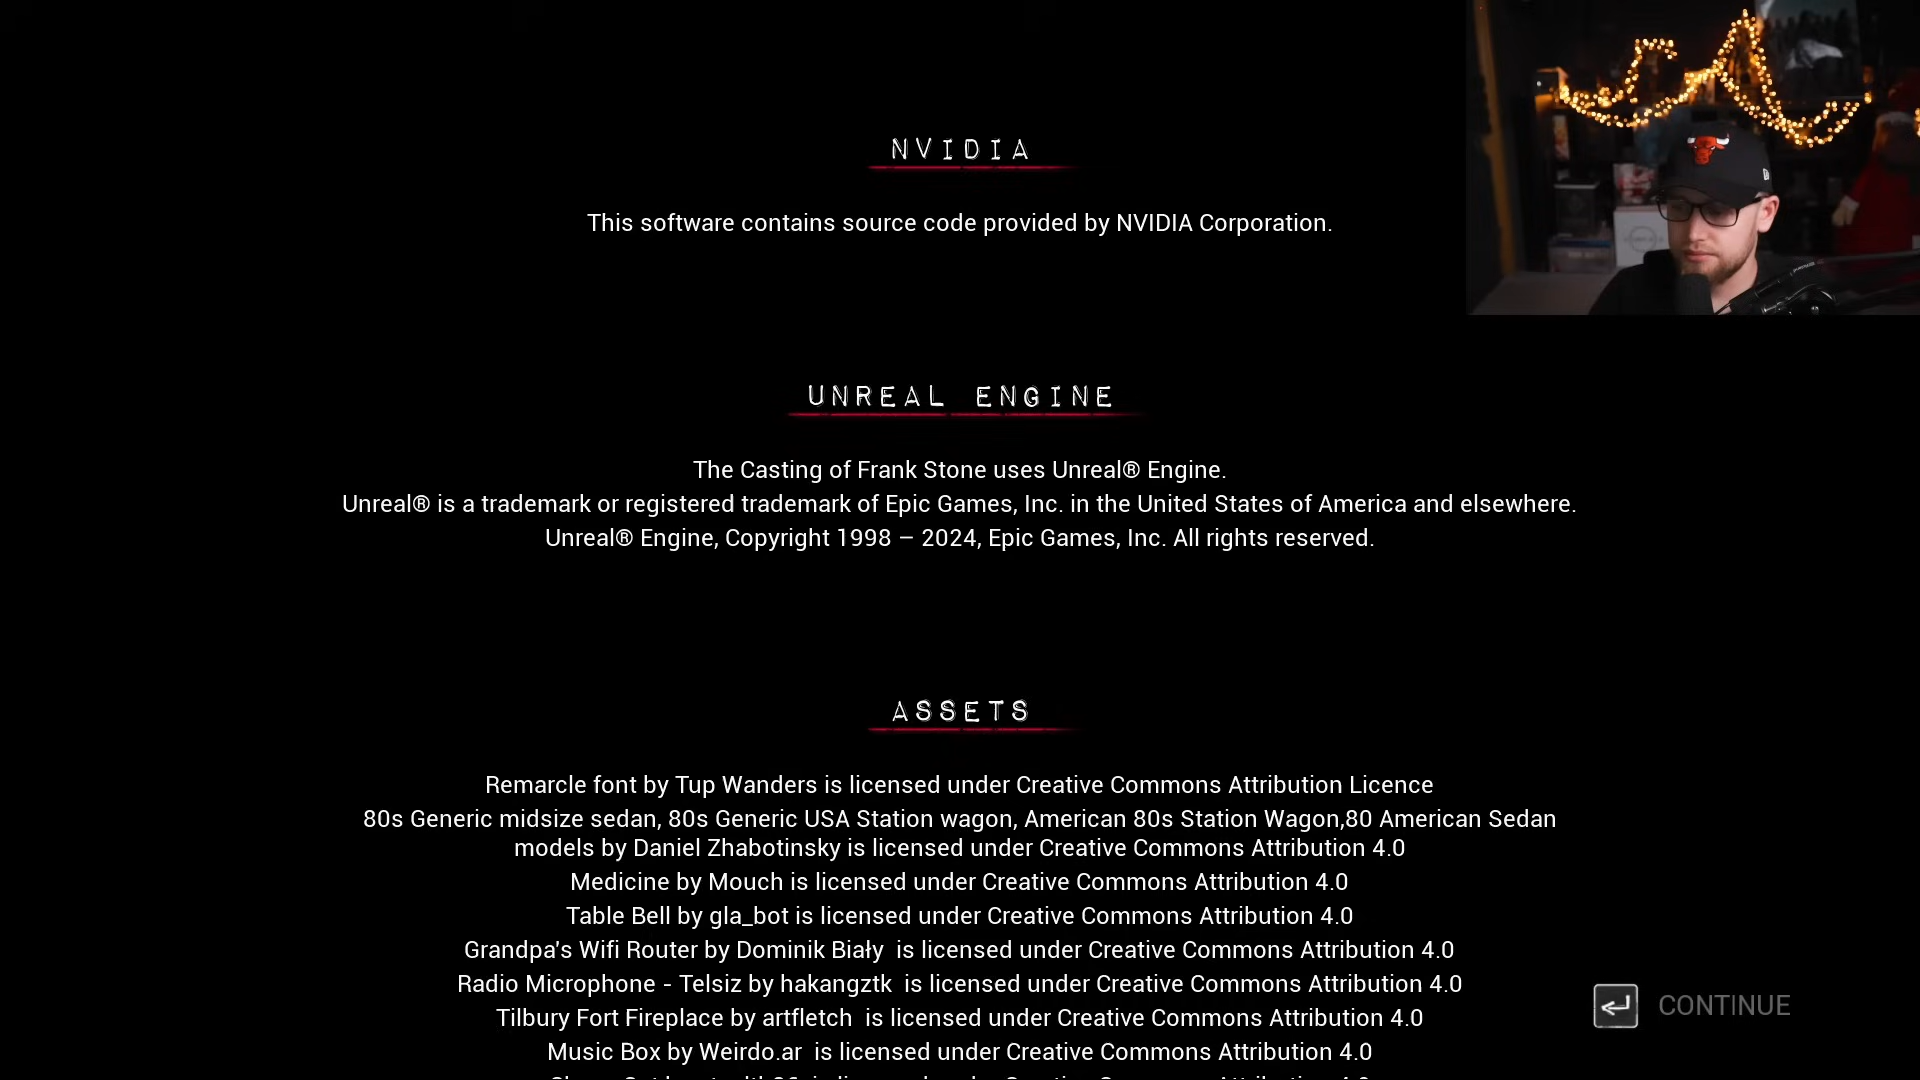 NVIDIA
This software contains source code provided by NVIDIA Corporation.
UNREAL ENGINE
The Casting of Frank Stone uses Unreal® Engine.
Unreal® is a trademark or registered trademark of Epic Games, Inc. in the United States of America and elsewhere.
Unreal® Engine, Copyright 1998 – 2024, Epic Games, Inc. All rights reserved.
ASSETS
Remarcle font by Tup Wanders is licensed under Creative Commons Attribution Licence
80s Generic midsize sedan, 80s Generic USA Station wagon, American 80s Station Wagon,80 American Sedan
models by Daniel Zhabotinsky is licensed under Creative Commons Attribution 4.0
Medicine by Mouch is licensed under Creative Commons Attribution 4.0
Table Bell by gla_bot is licensed under Creative Commons Attribution 4.0
Grandpa's Wifi Router by Dominik Biały is licensed under Creative Commons Attribution 4.0
Radio Microphone - Telsiz by hakangztk is licensed under Creative Commons Attribution 4.0
Tilbury Fort Fireplace by artfletch is licensed under Creative Commons Attribution 4.0
CONTINUE
Music Box by Weirdo.ar is licensed under Creative Commons Attribution 4.0